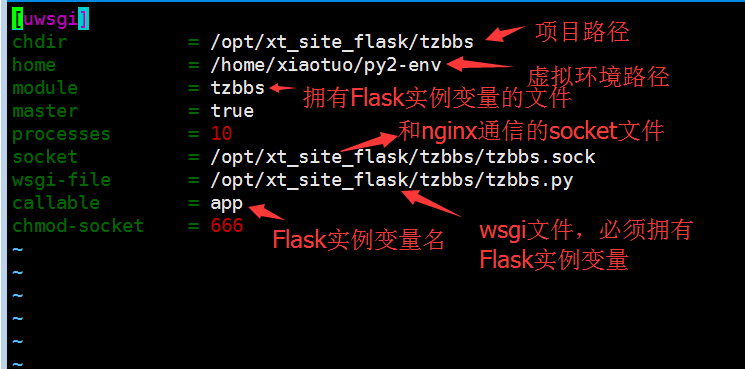 [uwsgi]
chdir = /opt/xt_site_flask/tzbbs 项目路径
home = /home/xiaotuo/py2-env 虚拟环境路径
module = tzbbs 拥有Flask实例变量的文件
master = true
processes = 10 和nginx通信的socket文件
socket = /opt/xt_site_flask/tzbbs/tzbbs.sock
wsgi-file = /opt/xt_site_flask/tzbbs/tzbbs.py
callable = app
chmod-socket = 666
Flask实例变量名
wsgi文件，必须拥有
Flask实例变量
~
~
~
~
~
~